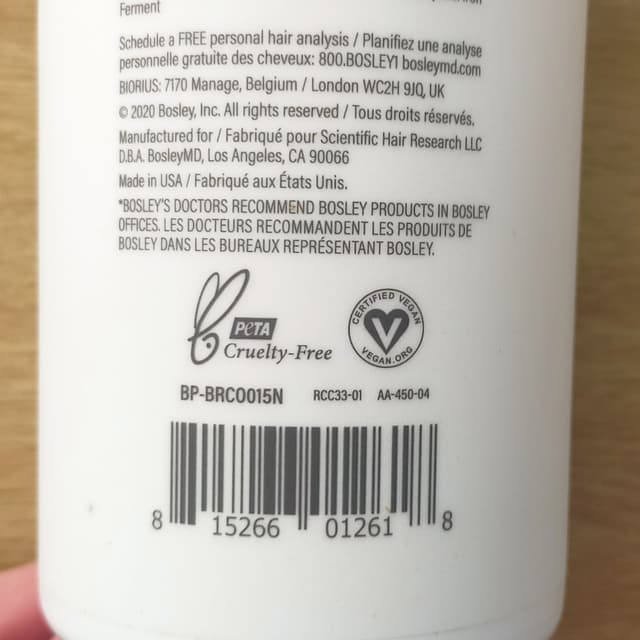 Ferment
Schedule a FREE personal hair analysis / Planifiez une analyse
personnelle gratuite des cheveux: 800.BOSLEY1 bosleymd.com
BIORIUS: 7170 Manage, Belgium / London WC2H 9JQ, UK
© 2020 Bosley, Inc. All rights reserved / Tous droits réservés.
Manufactured for / Fabriqué pour Scientific Hair Research LLC
D.B.A. BosleyMD, Los Angeles, CA 90066
Made in USA / Fabriqué aux États Unis.
*BOSLEY'S DOCTORS RECOMMEND BOSLEY PRODUCTS IN BOSLEY
OFFICES. LES DOCTEURS RECOMMANDENT LES PRODUITS DE
BOSLEY DANS LES BUREAUX REPRÉSENTANT BOSLEY.
PeTA
Cruelty-Free
CERTIFIED VEGAN
V
VEGAN.ORG
BP-BRC0015N RCC33-01 AA-450-04
8 15266 01261 8